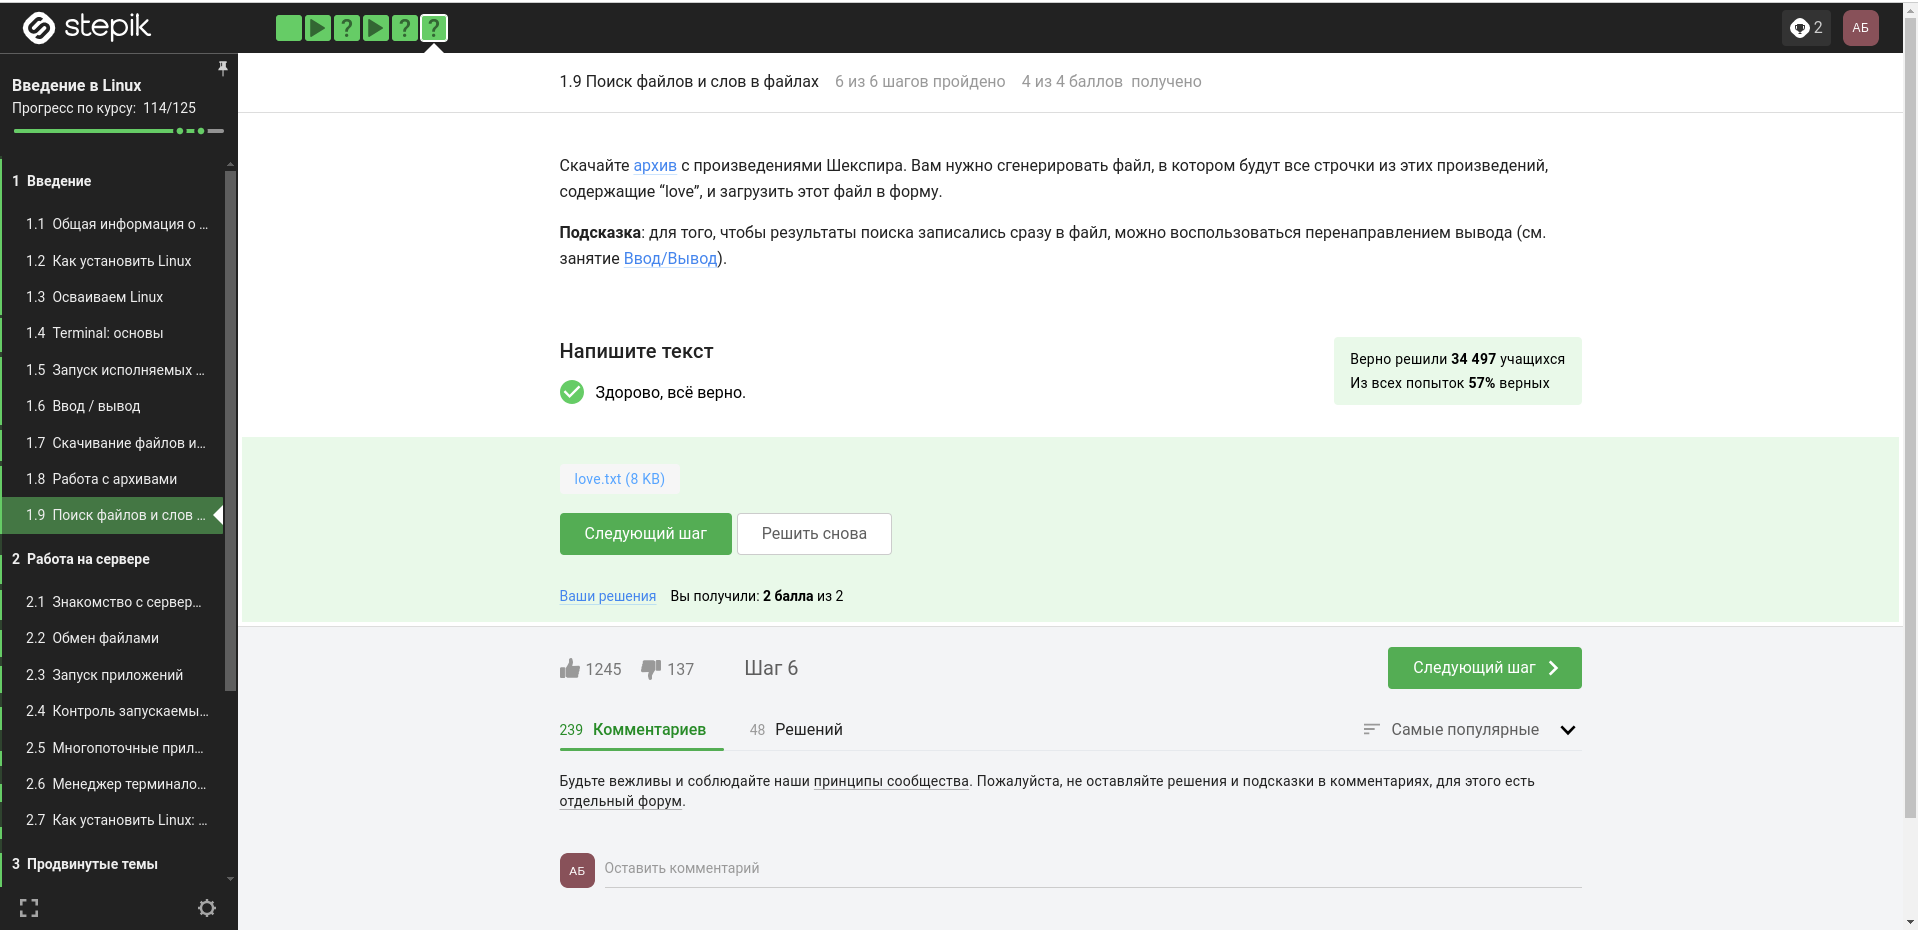 stepik
2
АБ
Введение в Linux
Прогресс по курсу: 114/125
1 Введение
1.1 Общая информация о ...
1.2 Как установить Linux
1.3 Осваиваем Linux
1.4 Terminal: основы
1.5 Запуск исполняемых ...
1.6 Ввод / вывод
1.7 Скачивание файлов и...
1.8 Работа с архивами
1.9 Поиск файлов и слов ...
2 Работа на сервере
2.1 Знакомство с сервер...
2.2 Обмен файлами
2.3 Запуск приложений
2.4 Контроль запускаемы...
2.5 Многопоточные прил...
2.6 Менеджер терминало...
2.7 Как установить Linux: ...
3 Продвинутые темы
1.9 Поиск файлов и слов в файлах 6 из 6 шагов пройдено 4 из 4 баллов получено
Скачайте архив с произведениями Шекспира. Вам нужно сгенерировать файл, в котором будут все строчки из этих произведений,
содержащие “love”, и загрузить этот файл в форму.
Подсказка: для того, чтобы результаты поиска записались сразу в файл, можно воспользоваться перенаправлением вывода (см.
занятие Ввод/Вывод).
Напишите текст
Здорово, всё верно.
Верно решили 34 497 учащихся
Из всех попыток 57% верных
love.txt (8 KB)
Следующий шаг Решить снова
Ваши решения Вы получили: 2 балла из 2
1245 137 Шаг 6 Следующий шаг
239 Комментариев 48 Решений Самые популярные
Будьте вежливы и соблюдайте наши принципы сообщества. Пожалуйста, не оставляйте решения и подсказки в комментариях, для этого есть
отдельный форум.
АБ Оставить комментарий